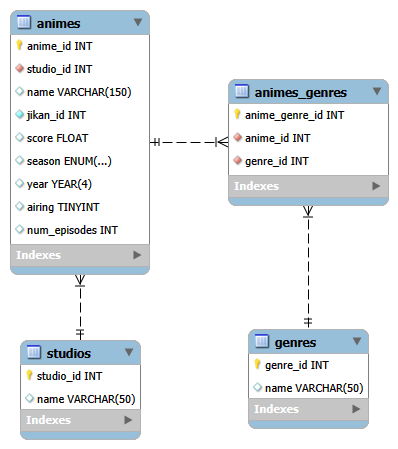 animes
anime_id INT
studio_id INT
name VARCHAR(150)
jikan_id INT
score FLOAT
season ENUM(...)
year YEAR(4)
airing TINYINT
num_episodes INT
Indexes
animes_genres
anime_genre_id INT
anime_id INT
genre_id INT
Indexes
studios
studio_id INT
name VARCHAR(50)
Indexes
genres
genre_id INT
name VARCHAR(50)
Indexes